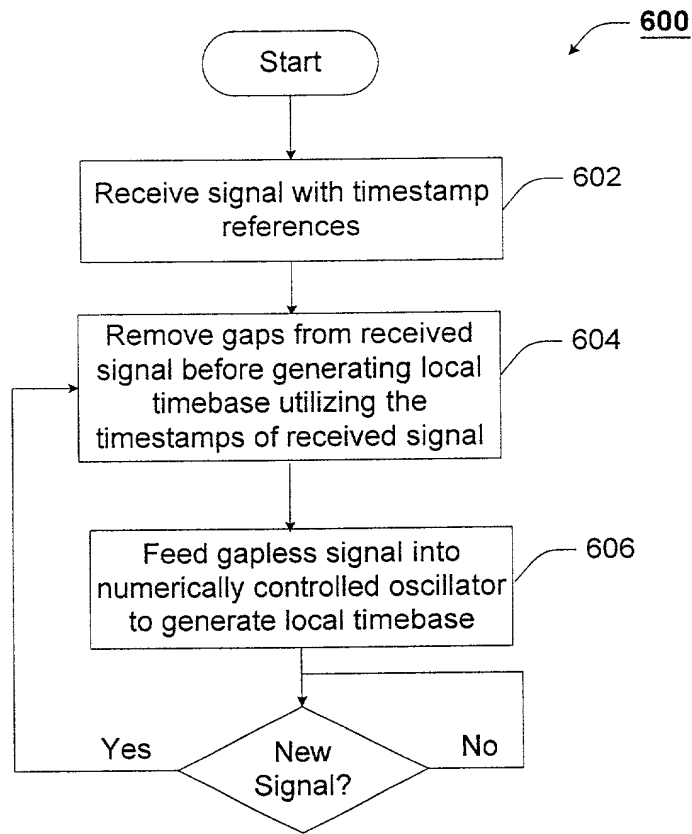 600
Start
Receive signal with timestamp
references
602
Remove gaps from received
signal before generating local
timebase utilizing the
timestamps of received signal
604
Feed gapless signal into
numerically controlled oscillator
to generate local timebase
606
Yes
New
Signal?
No